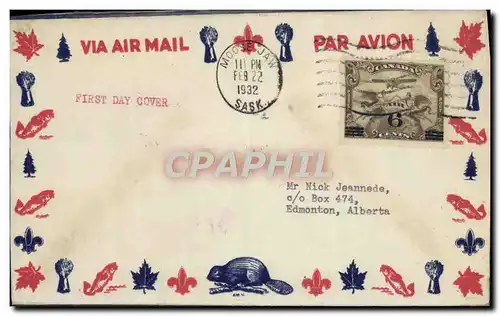 VIA AIR MAIL
PAR AVION
MOOSE JAW
11 PM
FEB 22
1932
SASK.
FIRST DAY COVER
CANADA
6
CPAPHIL
Mr Nick Jeannede,
c/o Box 474,
Edmonton, Alberta